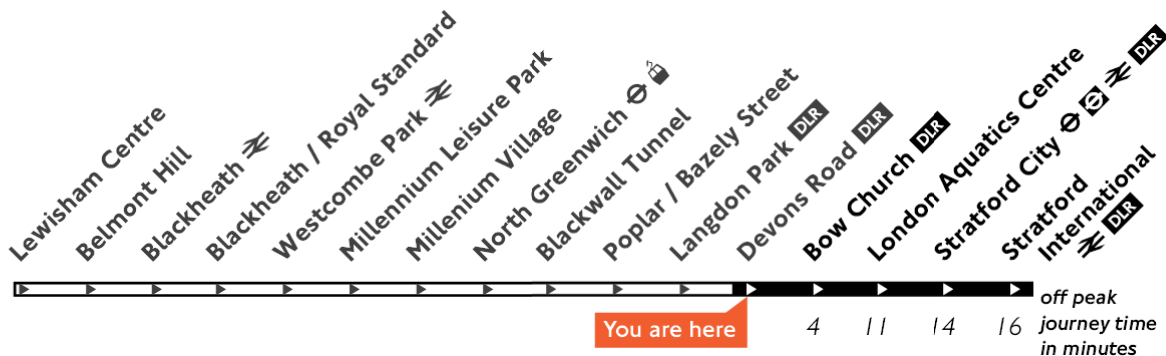 Lewisham Centre
Belmont Hill
Blackheath
Blackheath / Royal Standard
Westcombe Park
Millennium Leisure Park
Millenium Village
North Greenwich
Blackwall Tunnel
Poplar / Bazely Street
Langdon Park DLR
Devons Road DLR
Bow Church DLR
London Aquatics Centre
Stratford City DLR
Stratford
International
DLR
You are here
4 11 14 16
off peak
journey time
in minutes